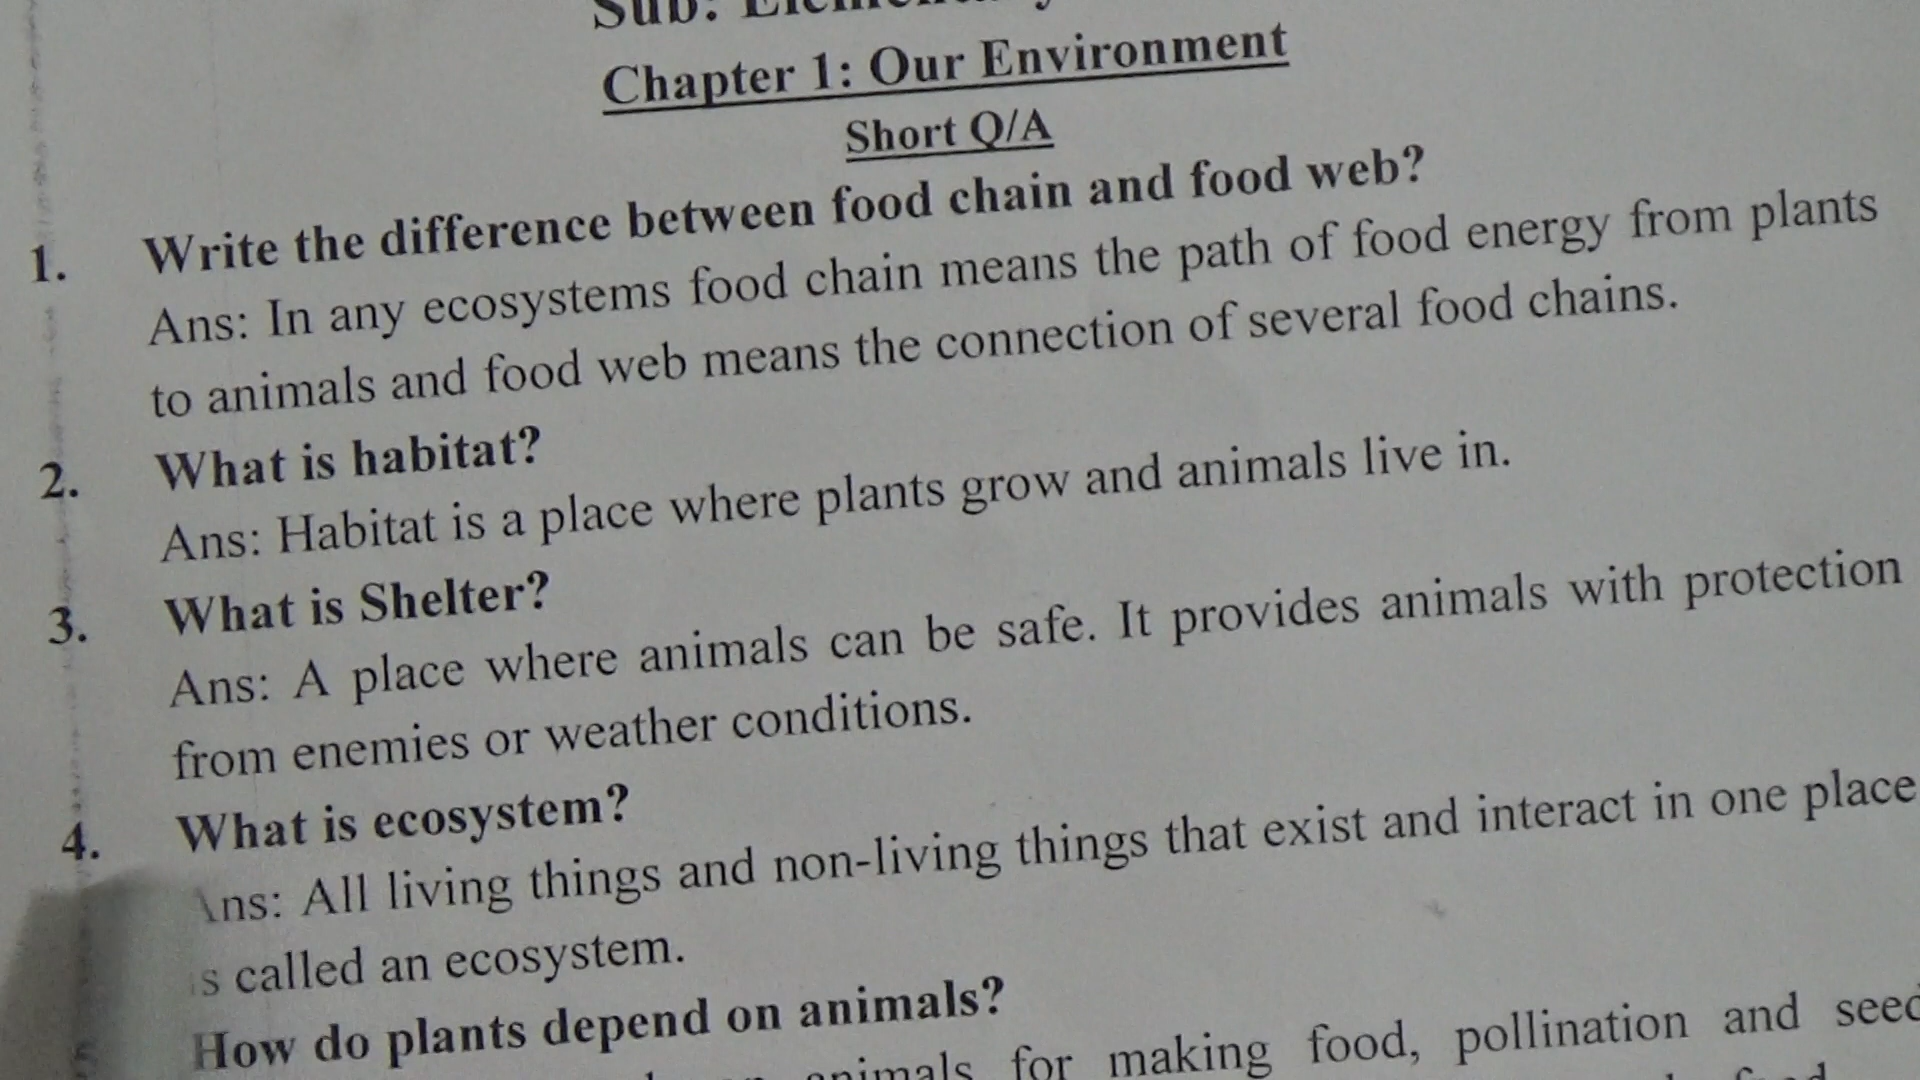 Sub:
Chapter 1: Our Environment
Short Q/A
1. Write the difference between food chain and food web?
Ans: In any ecosystems food chain means the path of food energy from plants
to animals and food web means the connection of several food chains.
2. What is habitat?
Ans: Habitat is a place where plants grow and animals live in.
3. What is Shelter?
Ans: A place where animals can be safe. It provides animals with protection
from enemies or weather conditions.
4. What is ecosystem?
Ans: All living things and non-living things that exist and interact in one place
is called an ecosystem.
How do plants depend on animals?
animals for making food, pollination and seed